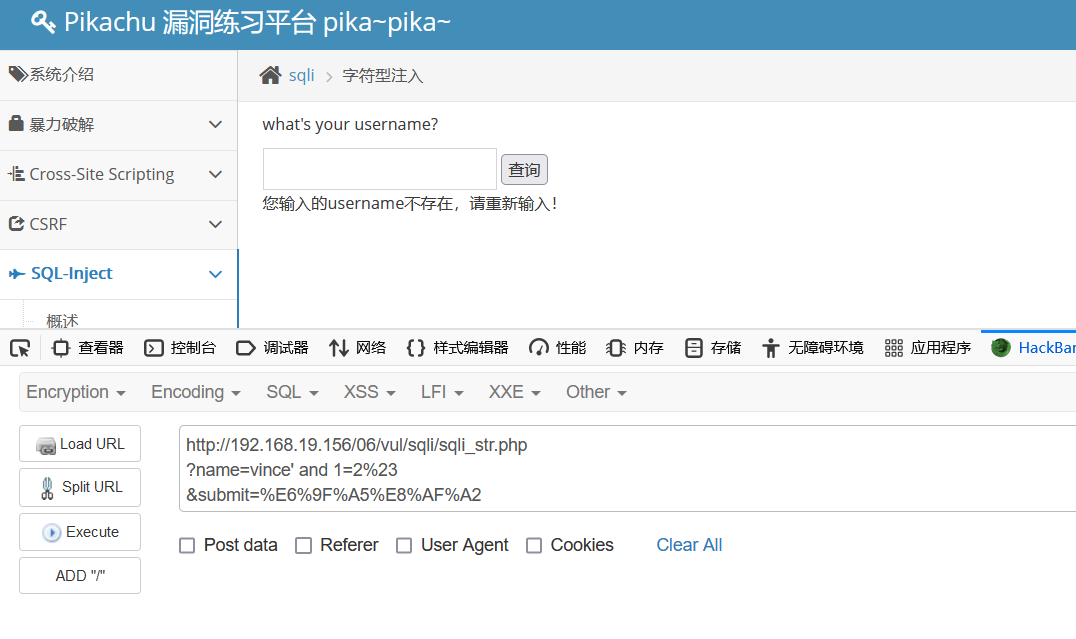 Pikachu 漏洞练习平台 pika~pika~
系统介绍
sqli > 字符型注入
暴力破解
Cross-Site Scripting
CSRF
SQL-Inject
概述
what's your username?
查询
您输入的username不存在，请重新输入！
查看器 控制台 调试器 网络 样式编辑器 性能 内存 存储 无障碍环境 应用程序 HackBar
Encryption Encoding SQL XSS LFI XXE Other
Load URL
Split URL
Execute
ADD "/"
http://192.168.19.156/06/vul/sqli/sqli_str.php
?name=vince' and 1=2%23
&submit=%E6%9F%A5%E8%AF%A2
Post data Referer User Agent Cookies Clear All